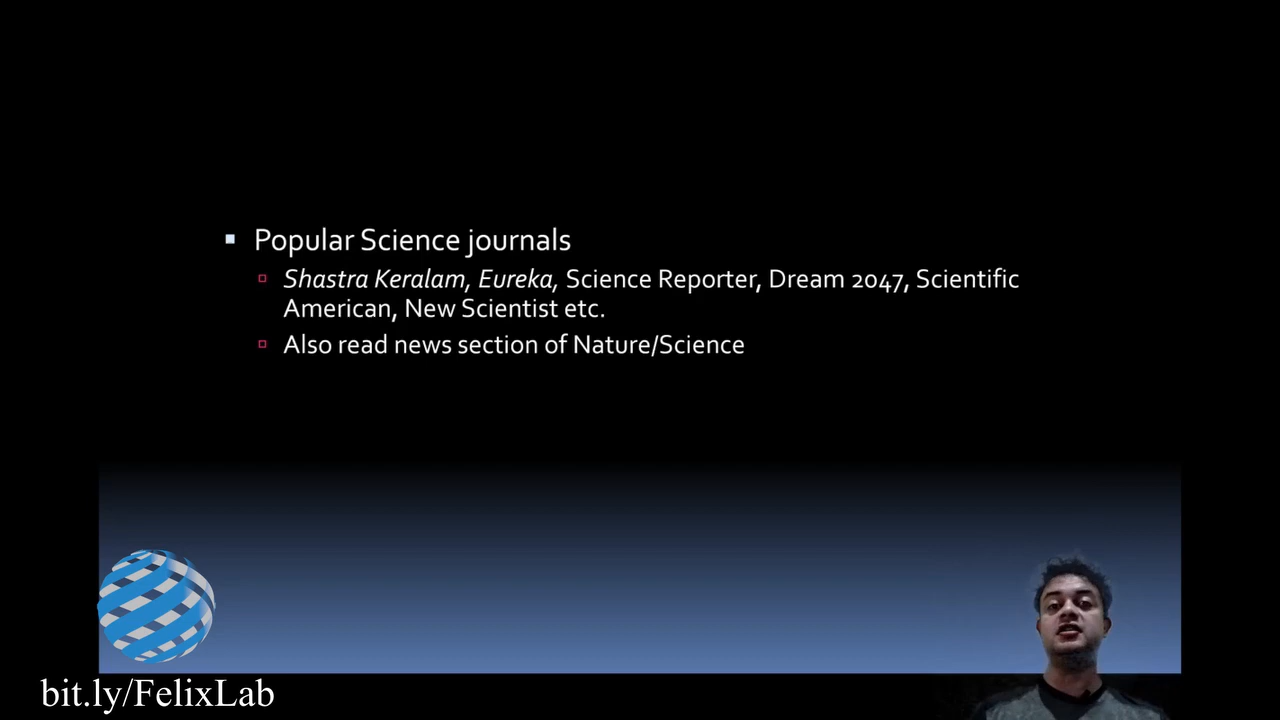 Popular Science journals
Shastra Keralam, Eureka, Science Reporter, Dream 2047, Scientific
American, New Scientist etc.
Also read news section of Nature/Science
bit.ly/FelixLab